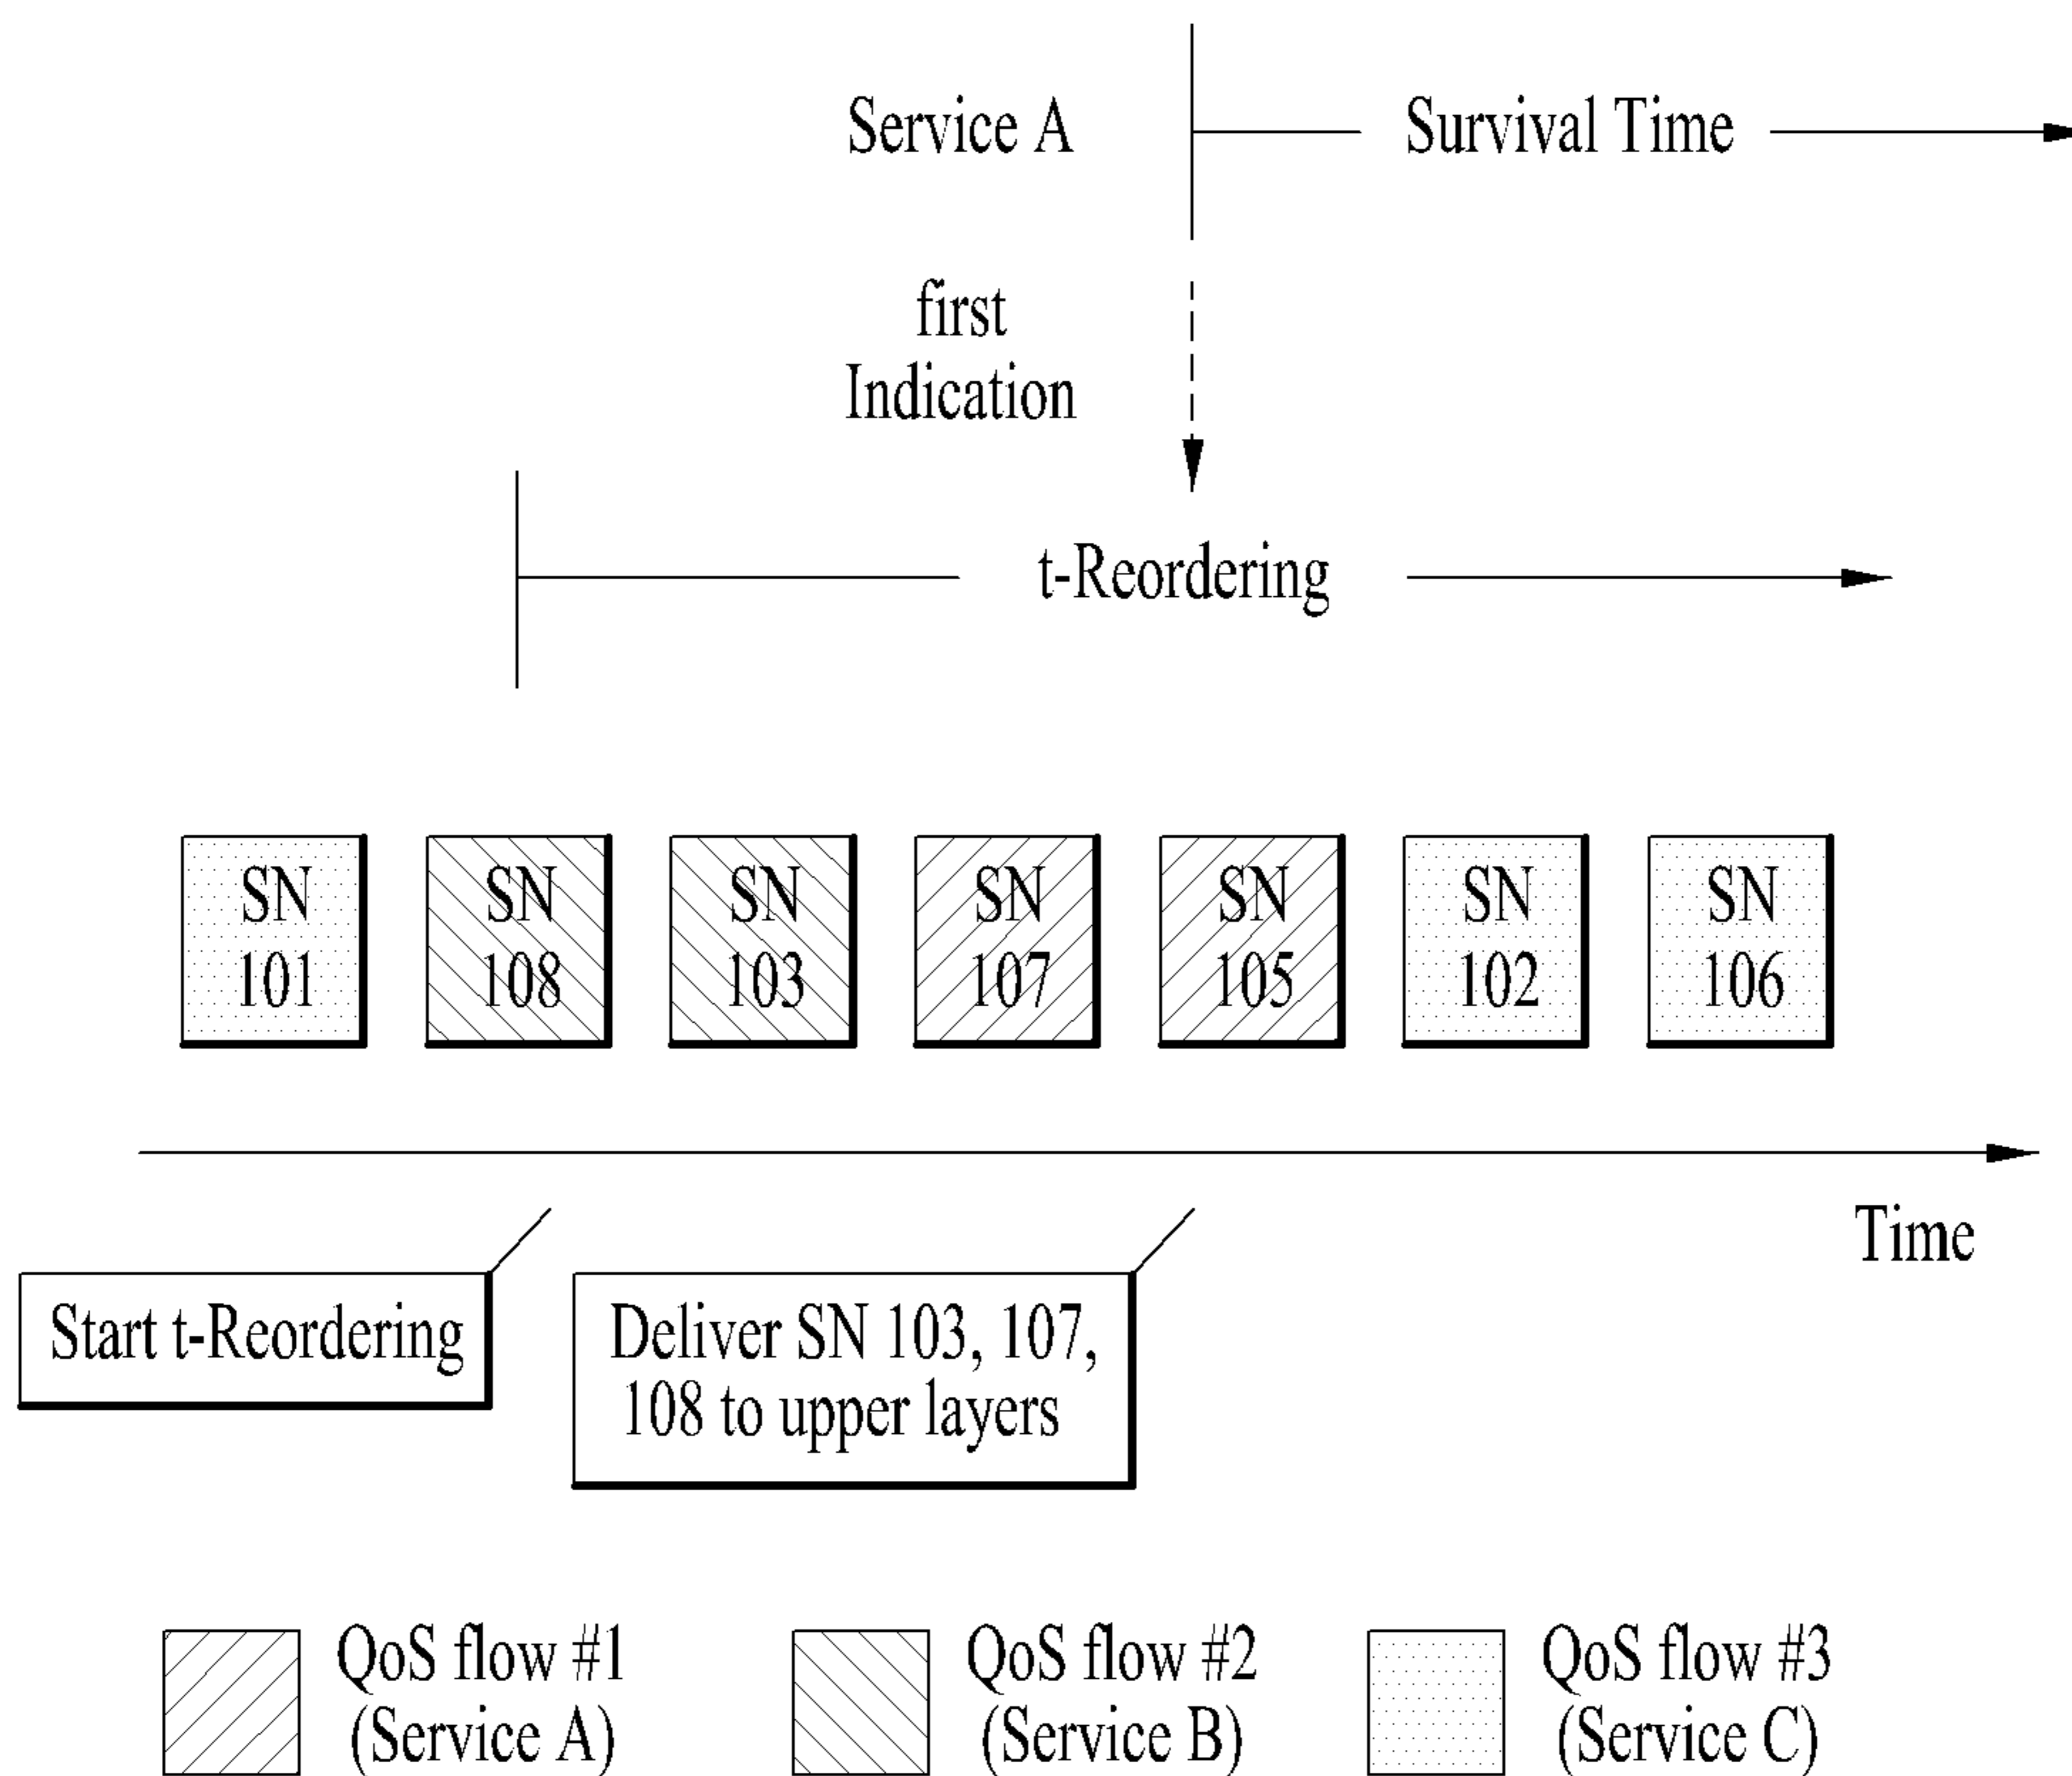 Service A
Survival Time
first
Indication
t-Reordering
SN
101
SN
108
SN
103
SN
107
SN
105
SN
102
SN
106
Time
Start t-Reordering
Deliver SN 103, 107,
108 to upper layers
QoS flow #1
(Service A)
QoS flow #2
(Service B)
QoS flow #3
(Service C)